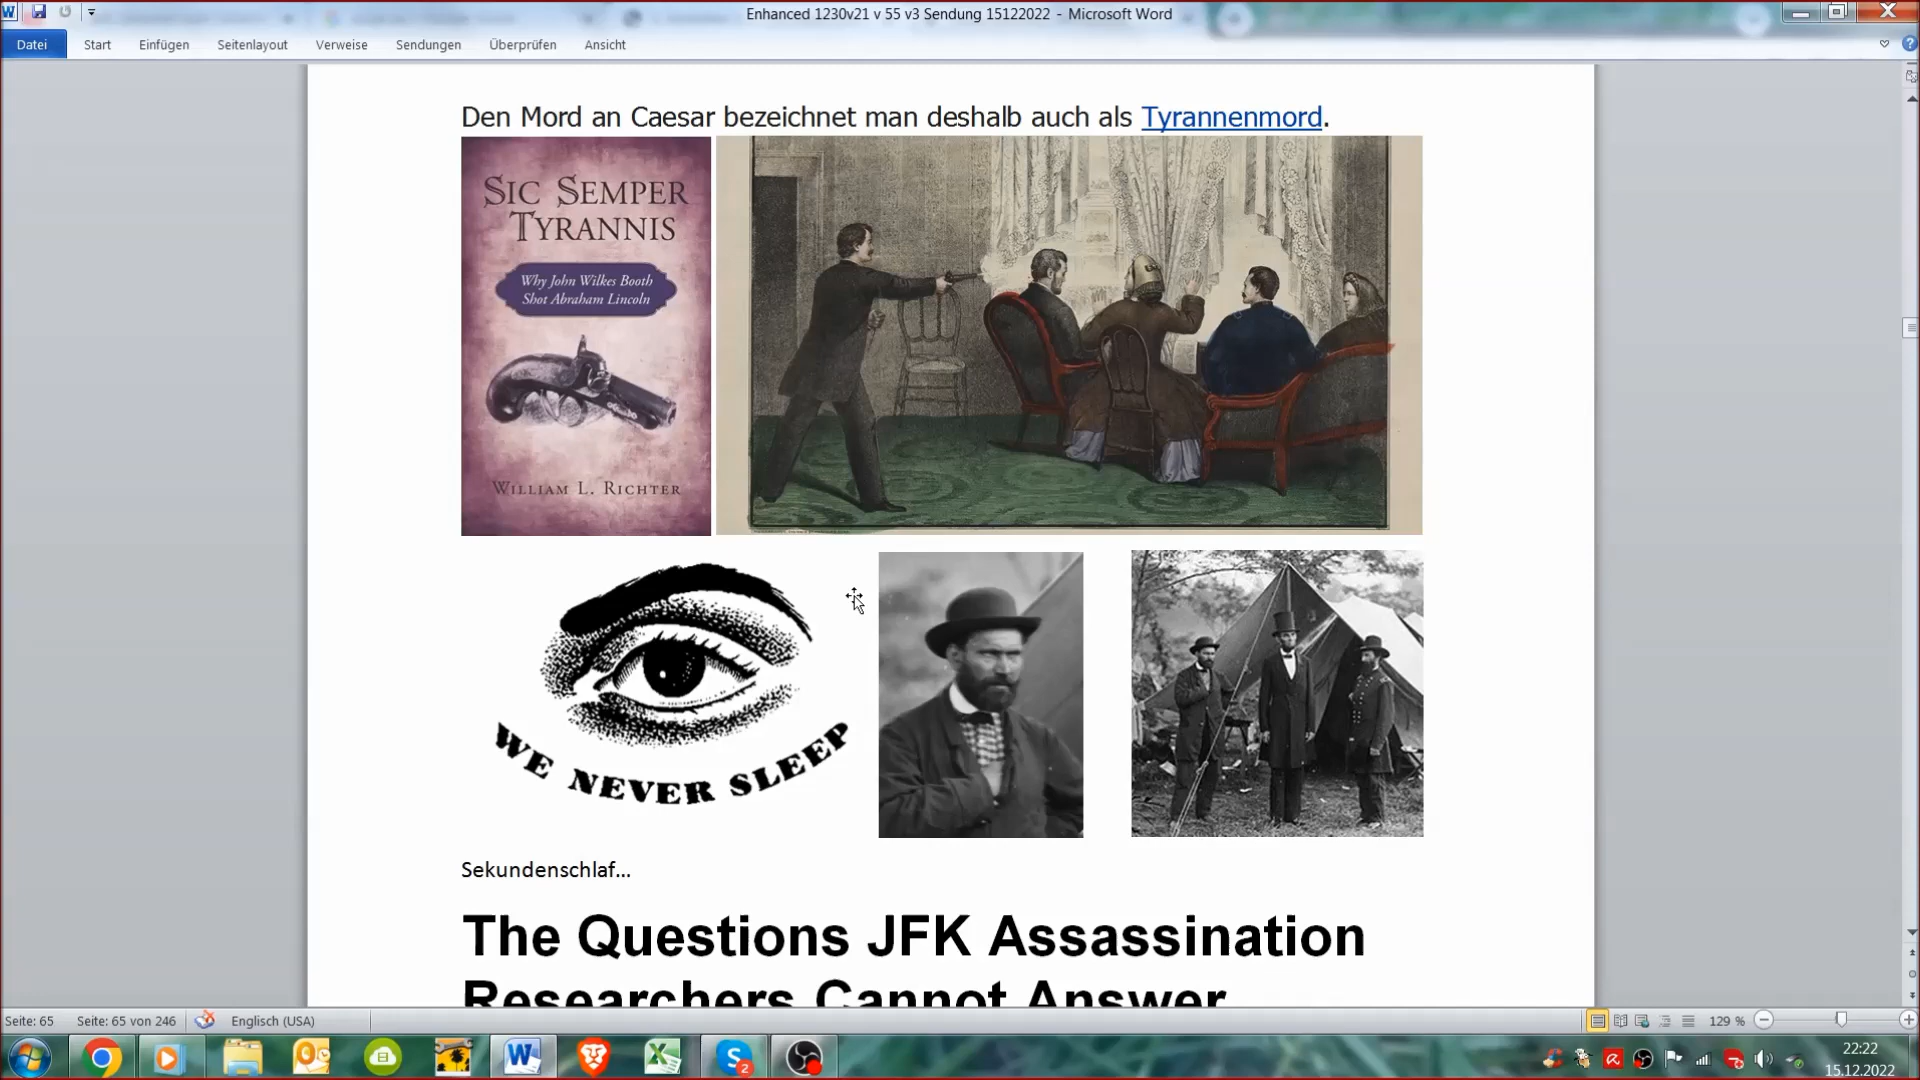 Enhanced 1230v21 v 55 v3 Sendung 15122022 - Microsoft Word
Datei Start Einfügen Seitenlayout Verweise Sendungen Überprüfen Ansicht
Den Mord an Caesar bezeichnet man deshalb auch als Tyrannenmord.
SIC SEMPER
TYRANNIS
Why John Wilkes Booth
Shot Abraham Lincoln
WILLIAM L. RICHTER
WE NEVER SLEEP
Sekundenschlaf...
The Questions JFK Assassination
Researchers Cannot Answer
Seite: 65 Seite: 65 von 246 Englisch (USA) 129 %
2
22:22
15.12.2022